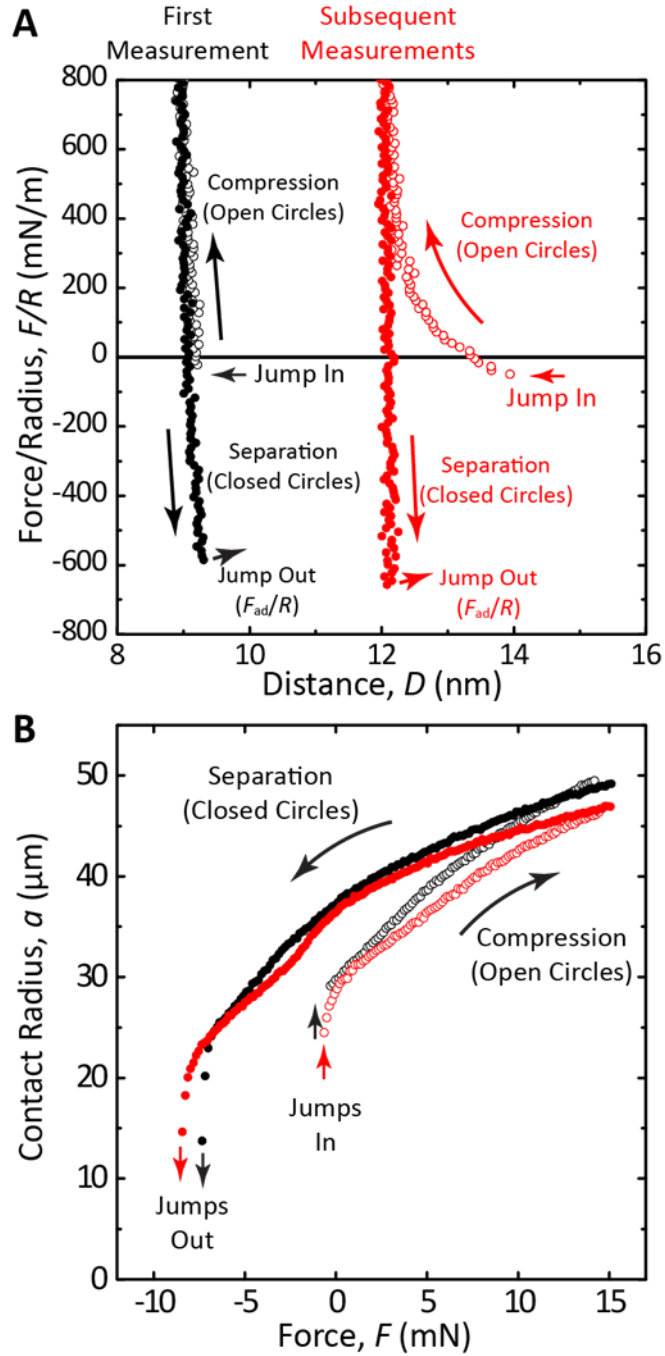 A
First
Measurement
Subsequent
Measurements
800
600
400
200
0
-200
-400
-600
-800
Force/Radius, F/R (mN/m)
Compression
(Open Circles)
Compression
(Open Circles)
Jump In
Jump In
Separation
(Closed Circles)
Separation
(Closed Circles)
Jump Out
(Fad/R)
Jump Out
(Fad/R)
8 10 12 14 16
Distance, D (nm)
B
50
40
30
20
10
0
Contact Radius, a (µm)
Separation
(Closed Circles)
Compression
(Open Circles)
Jumps
In
Jumps
Out
-10 -5 0 5 10 15
Force, F (mN)